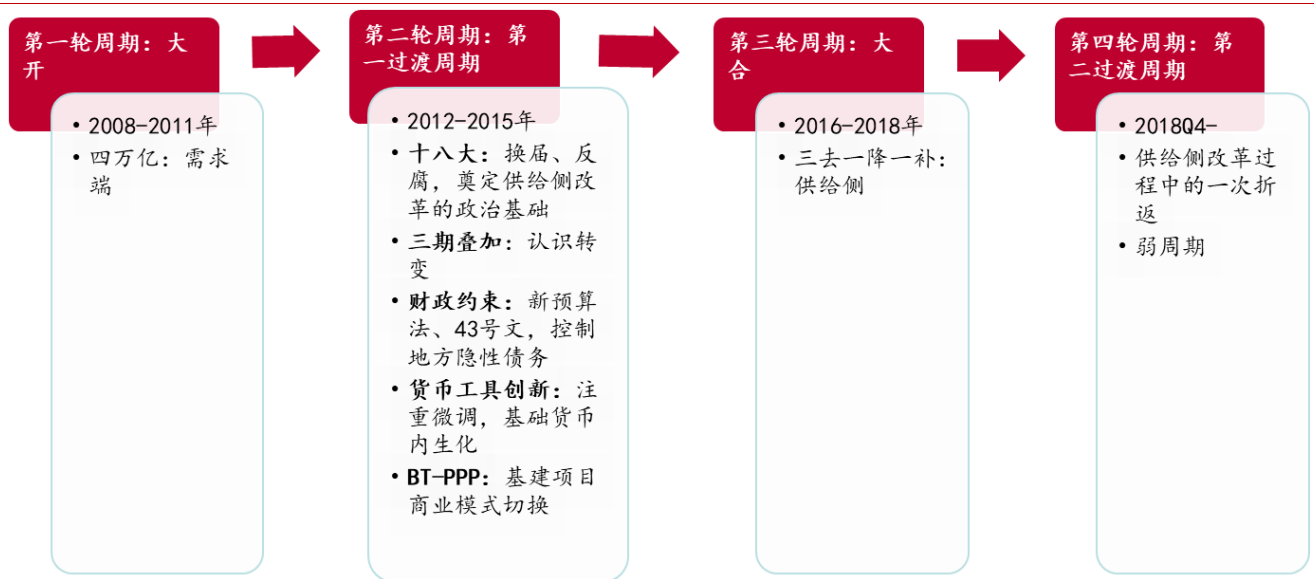 第一轮周期：大
开
• 2008-2011年
• 四万亿：需求
端
第二轮周期：第
一过渡周期
• 2012-2015年
• 十八大：换届、反
腐，奠定供给侧改
革的政治基础
• 三期叠加：认识转
变
• 财政约束：新预算
法、43号文，控制
地方隐性债务
• 货币工具创新：注
重微调，基础货币
内生化
• BT-PPP：基建项目
商业模式切换
第三轮周期：大
合
• 2016-2018年
• 三去一降一补：
供给侧
第四轮周期：第
二过渡周期
• 2018Q4-
• 供给侧改革过
程中的一次折
返
• 弱周期